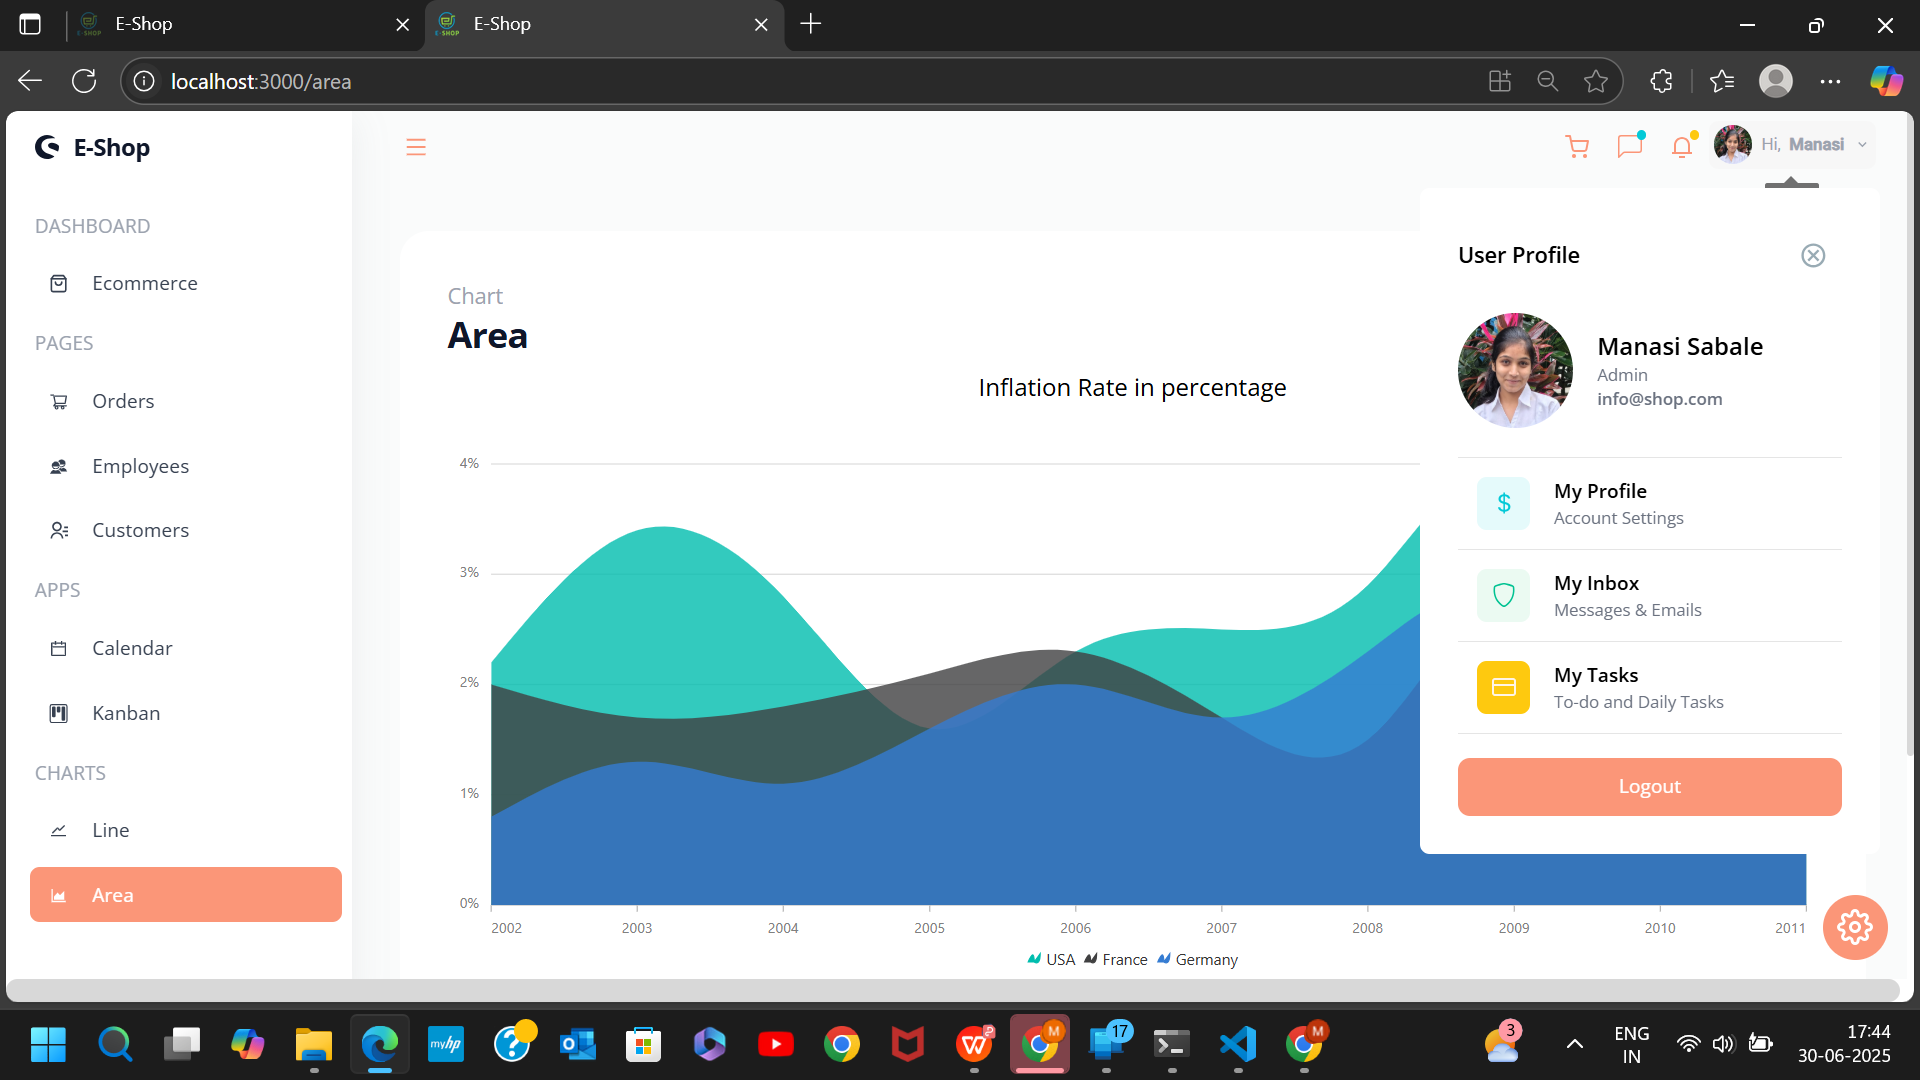 E-Shop
E-Shop
localhost:3000/area
E-Shop
DASHBOARD
Ecommerce
PAGES
Orders
Employees
Customers
APPS
Calendar
Kanban
CHARTS
Line
Area
Hi, Manasi
Chart
Area
Inflation Rate in percentage
4%
3%
2%
1%
0%
2002 2003 2004 2005 2006 2007 2008 2009 2010 2011
USA France Germany
User Profile
Manasi Sabale
Admin
info@shop.com
$
My Profile
Account Settings
My Inbox
Messages & Emails
My Tasks
To-do and Daily Tasks
Logout
myhp
?
O
W
P
M
17
M
3
ENG
IN
17:44
30-06-2025